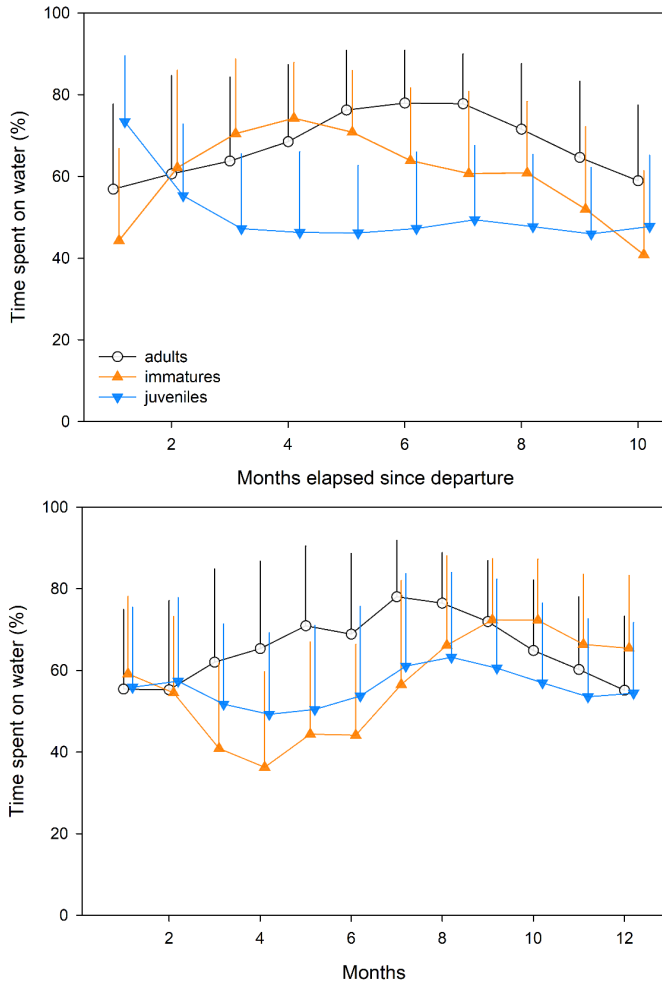 100
80
60
40
20
0
Time spent on water (%)
adults
immatures
juveniles
2 4 6 8 10
Months elapsed since departure
100
80
60
40
20
0
Time spent on water (%)
2 4 6 8 10 12
Months